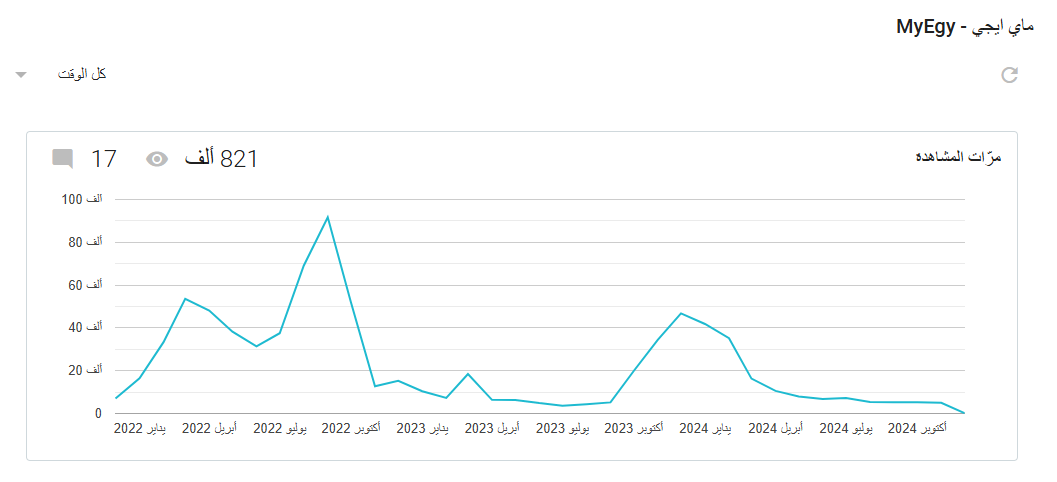 ماي ايجي - MyEgy
كل الوقت
مرّات المشاهدة
821 ألف
17
100 ألف
80 ألف
60 ألف
40 ألف
20 ألف
0
يناير 2022
أبريل 2022
يوليو 2022
أكتوبر 2022
يناير 2023
أبريل 2023
يوليو 2023
أكتوبر 2023
يناير 2024
أبريل 2024
يوليو 2024
أكتوبر 2024